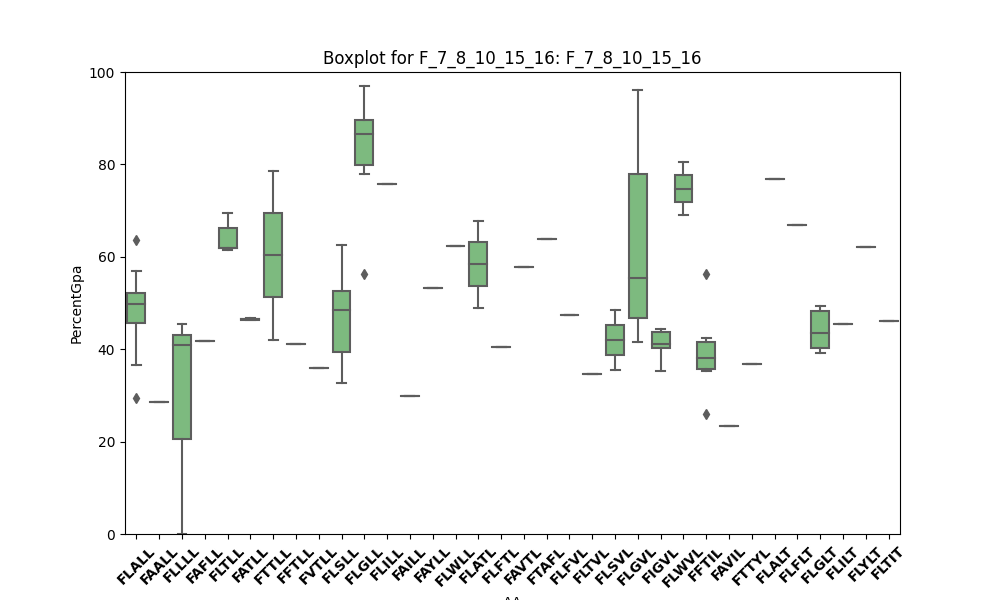 Boxplot for F_7_8_10_15_16: F_7_8_10_15_16
PercentGpa
100
80
60
40
20
0
FLALL
FAALL
FLLLL
FAFLL
FLTLL
FATLL
FTTLL
FFTLL
FVTLL
FLSLL
FLGLL
FLILL
FAILL
FAYLL
FLWLL
FLATL
FLFTL
FAVTL
FTAFL
FLFVL
FLTVL
FLSVL
FLGVL
FIGVL
FLWVL
FFTIL
FAVIL
FTTYL
FLALT
FLFLT
FLGLT
FLILT
FLYLT
FLTIT